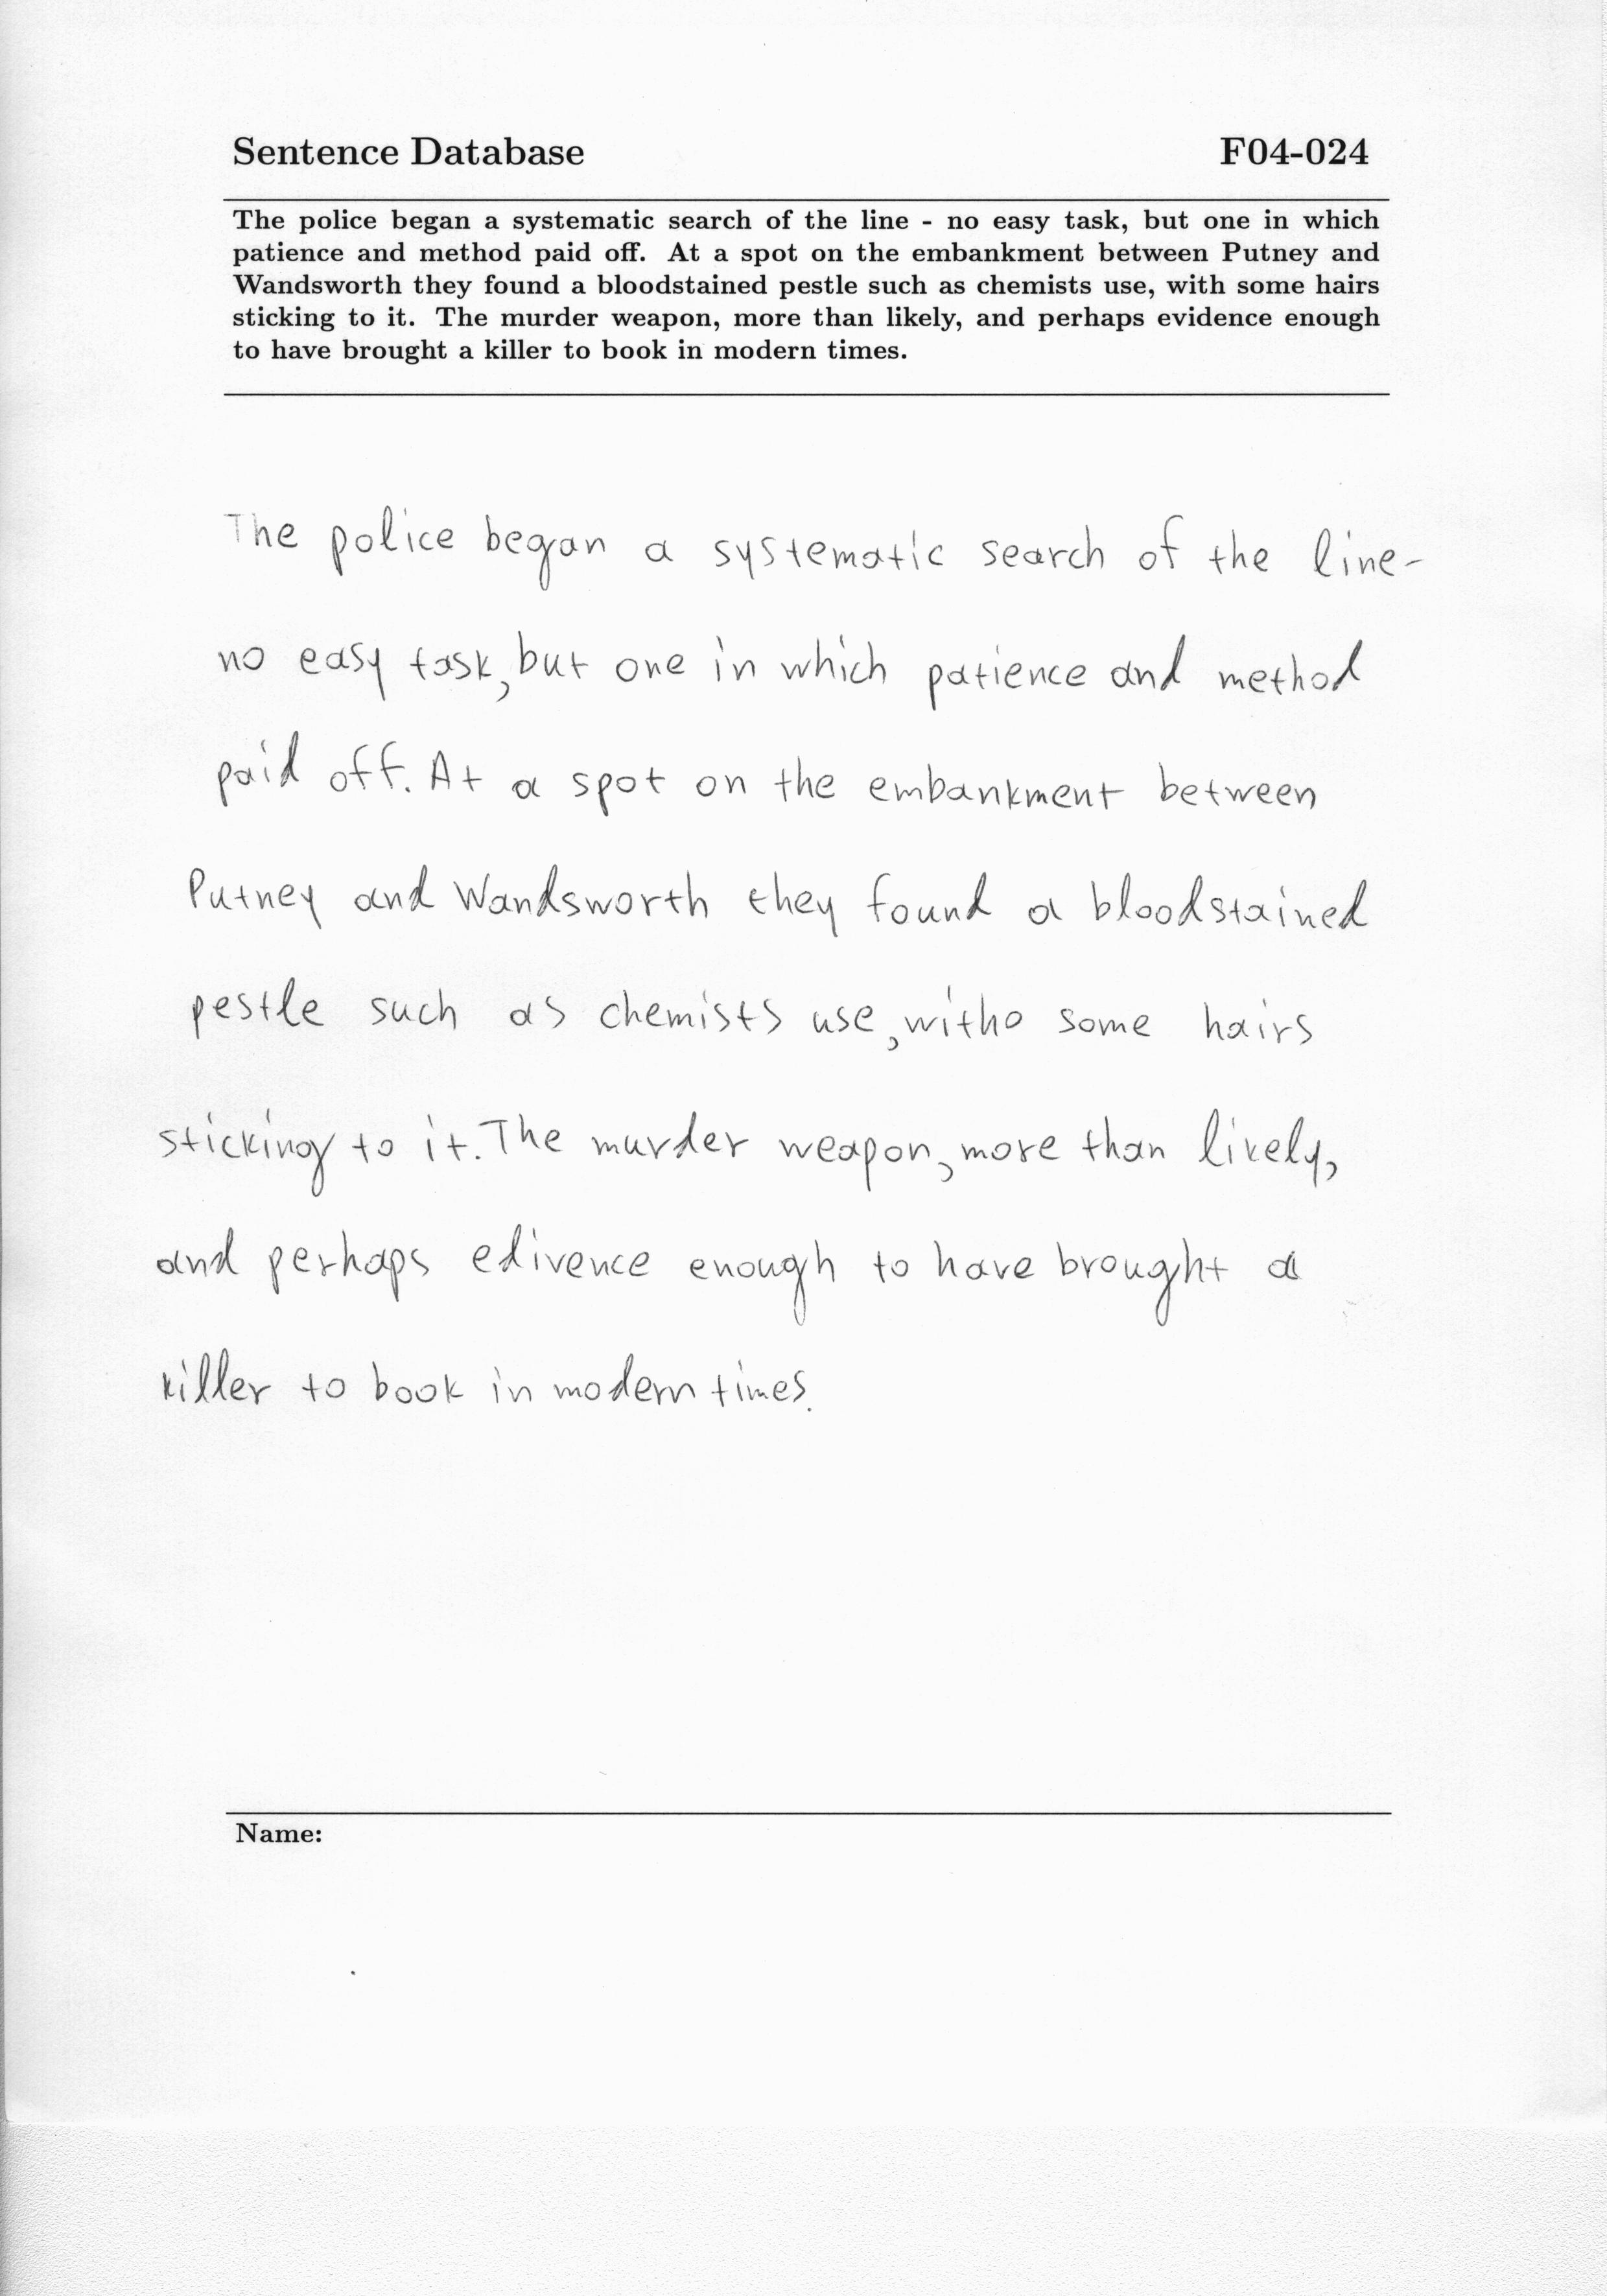 Sentence Database F04-024
The police began a systematic search of the line - no easy task, but one in which
patience and method paid off. At a spot on the embankment between Putney and
Wandsworth they found a bloodstained pestle such as chemists use, with some hairs
sticking to it. The murder weapon, more than likely, and perhaps evidence enough
to have brought a killer to book in modern times.
The police began a systematic search of the line-
no easy task, but one in which patience and method
paid off. At a spot on the embankment between
Putney and Wandsworth they found a bloodstained
pestle such as chemists use, witho some hairs
sticking to it. The murder weapon, more than likely,
and perhaps edivence enough to have brought a
killer to book in modern times.
Name: